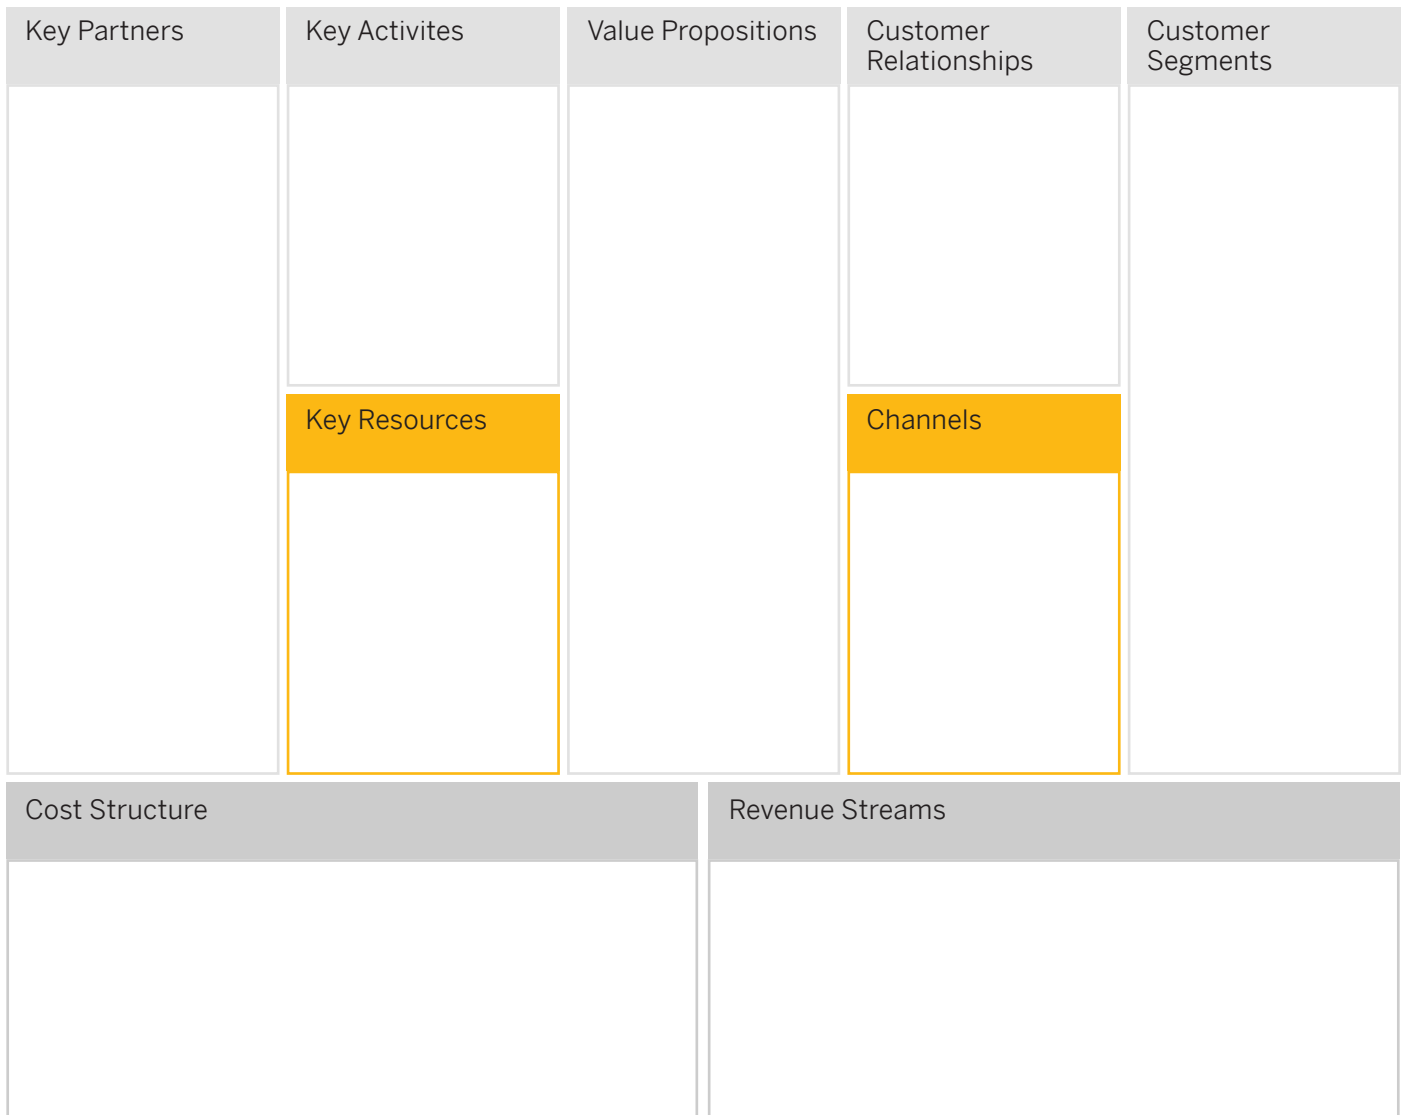 Key Partners
Key Activites
Value Propositions
Customer
Relationships
Customer
Segments
Key Resources
Channels
Cost Structure
Revenue Streams